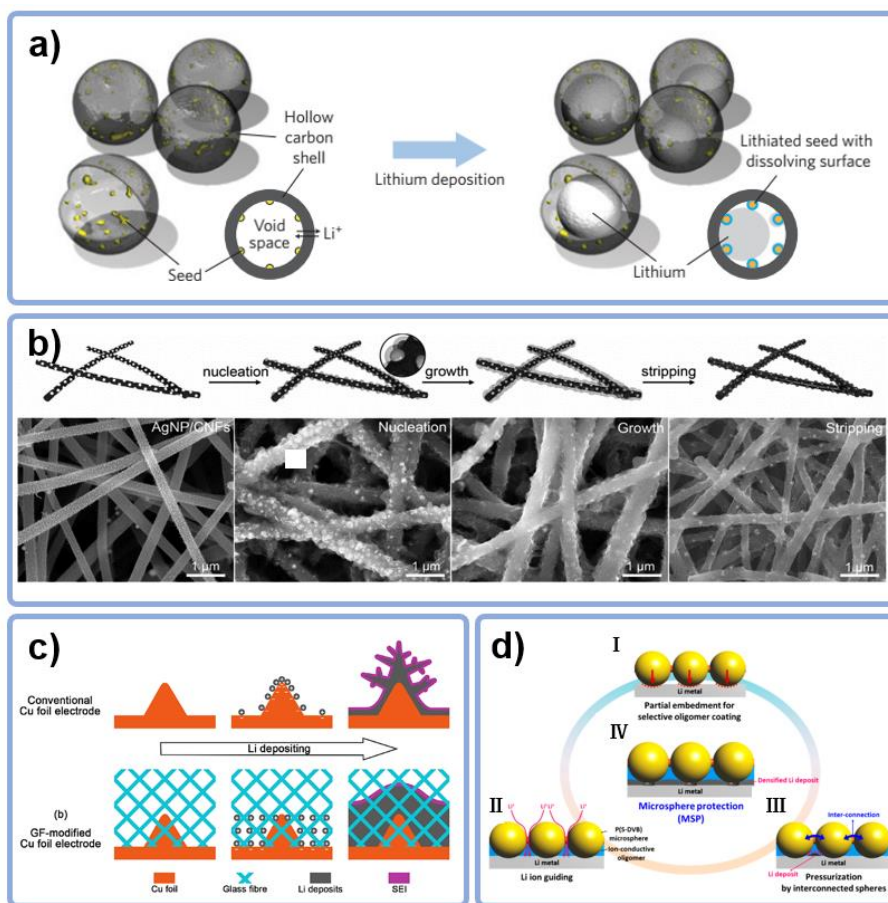 a)
Hollow
carbon
shell
Lithium deposition
Lithiated seed with
dissolving surface
Void
space
Li⁺
Seed
Lithium
b)
nucleation
growth
stripping
AgNP/CNFs
Nucleation
Growth
Stripping
1 μm
1 μm
1 μm
1 μm
c)
Conventional
Cu foil electrode
Li depositing
(b)
GF-modified
Cu foil electrode
Cu foil
Glass fibre
Li deposits
SEI
d)
I
Li metal
Partial embedment for
selective oligomer coating
IV
Densified Li deposit
Li metal
Microsphere protection
(MSP)
II
Li⁺
Li⁺ Li⁺
Li⁺
P(S-DVB)
microsphere
Ion-conductive
oligomer
Li metal
Li ion guiding
III
Inter-connection
Li metal
Li deposit
Pressurization
by interconnected spheres